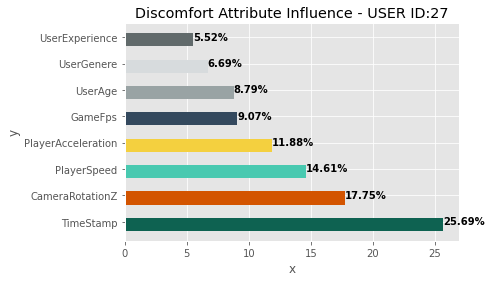 Discomfort Attribute Influence - USER ID:27
UserExperience 5.52%
UserGenere 6.69%
UserAge 8.79%
GameFps 9.07%
PlayerAcceleration 11.88%
PlayerSpeed 14.61%
CameraRotationZ 17.75%
TimeStamp 25.69%
y
0 5 10 15 20 25
x